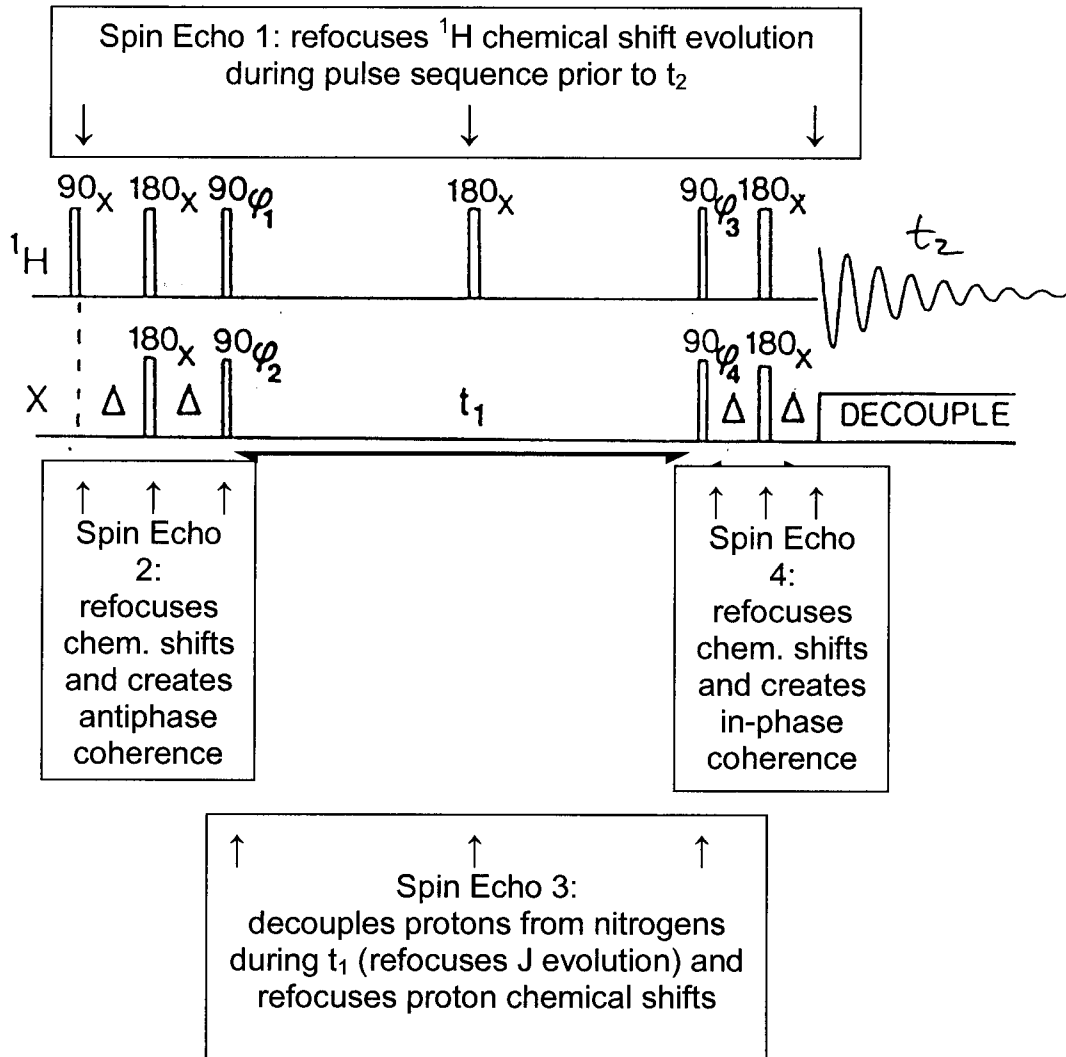 Spin Echo 1: refocuses ¹H chemical shift evolution
during pulse sequence prior to t₂
90x 180x 90φ₁ 180x 90φ₃ 180x
¹H
t₂
180x 90φ₂ 90φ₄ 180x
X Δ Δ t₁ Δ Δ DECOUPLE
Spin Echo
2:
refocuses
chem. shifts
and creates
antiphase
coherence
Spin Echo
4:
refocuses
chem. shifts
and creates
in-phase
coherence
Spin Echo 3:
decouples protons from nitrogens
during t₁ (refocuses J evolution) and
refocuses proton chemical shifts